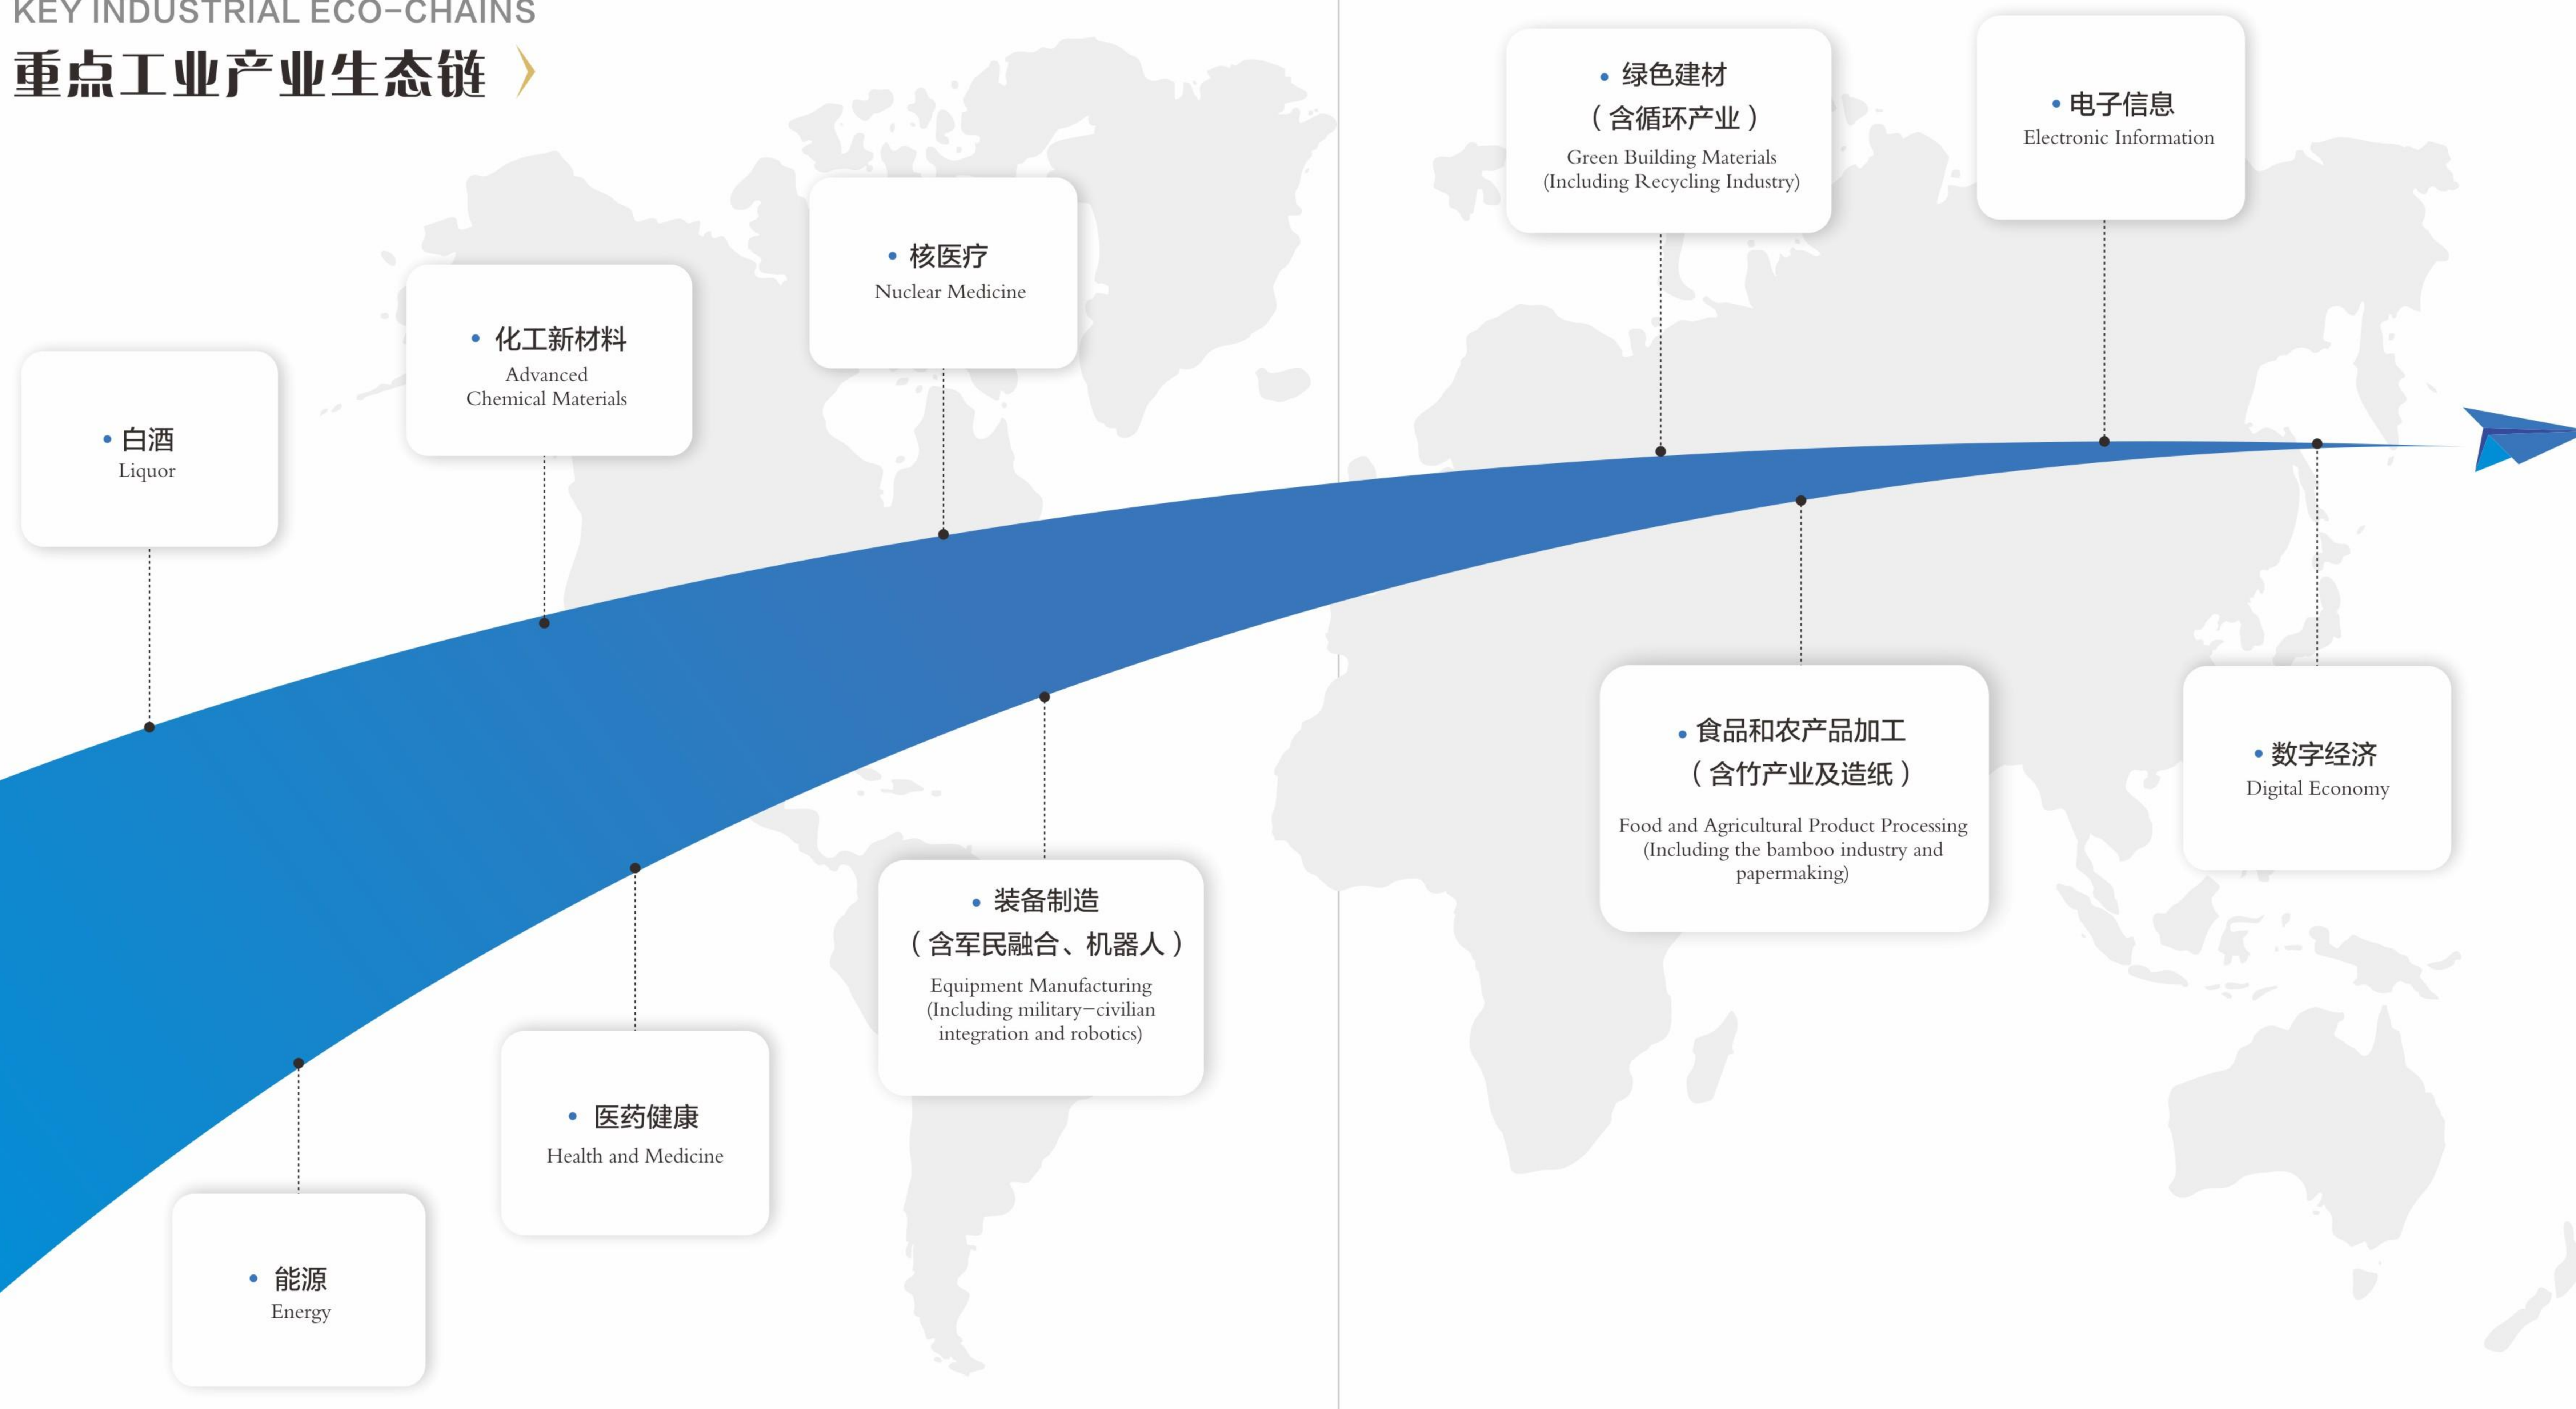 KEY INDUSTRIAL ECO-CHAINS
重点工业产业生态链
白酒
Liquor
化工新材料
Advanced
Chemical Materials
核医疗
Nuclear Medicine
绿色建材
（含循环产业）
Green Building Materials
(Including Recycling Industry)
电子信息
Electronic Information
能源
Energy
医药健康
Health and Medicine
装备制造
（含军民融合、机器人）
Equipment Manufacturing
(Including military-civilian
integration and robotics)
食品和农产品加工
（含竹产业及造纸）
Food and Agricultural Product Processing
(Including the bamboo industry and
papermaking)
数字经济
Digital Economy